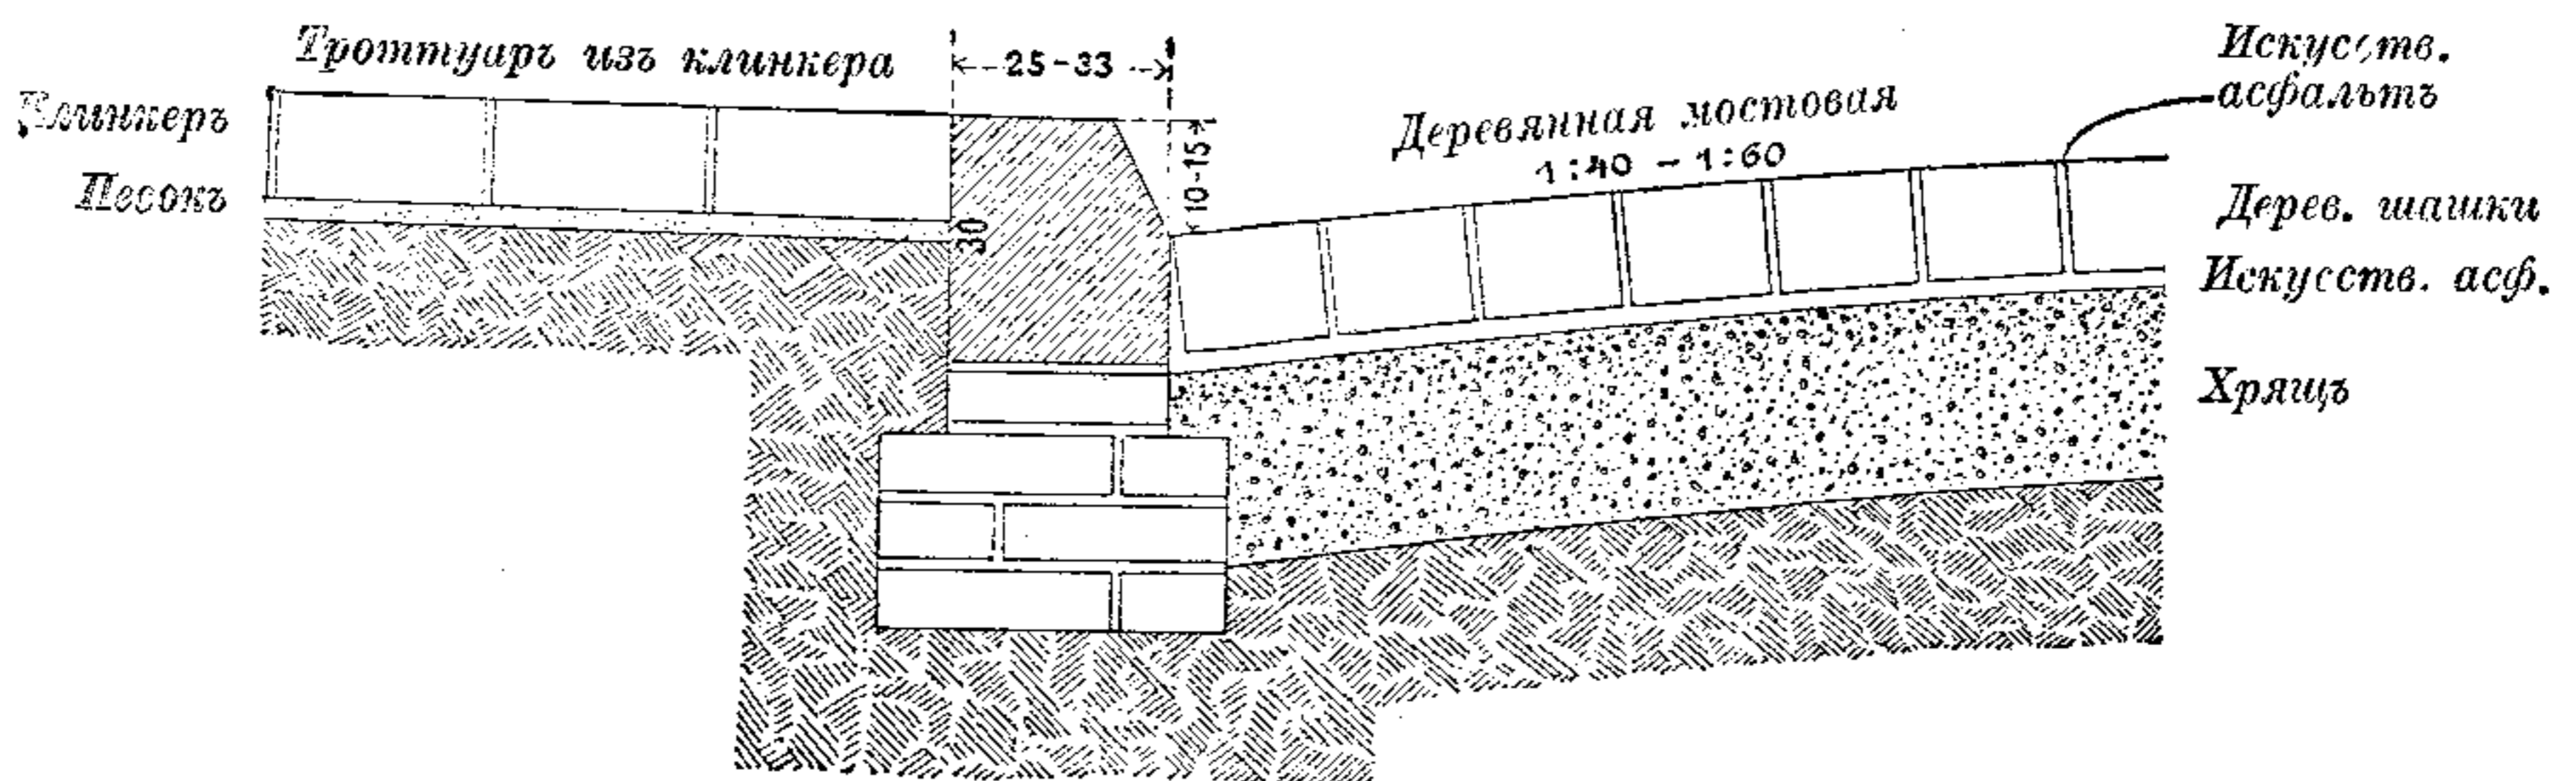 Троттуаръ изъ клинкера
25-33
Клинкеръ
Песокъ
30
10-15
Деревянная мостовая
1:40 - 1:60
Искусств.
асфальтъ
Дерев. шашки
Искусств. асф.
Хрящъ